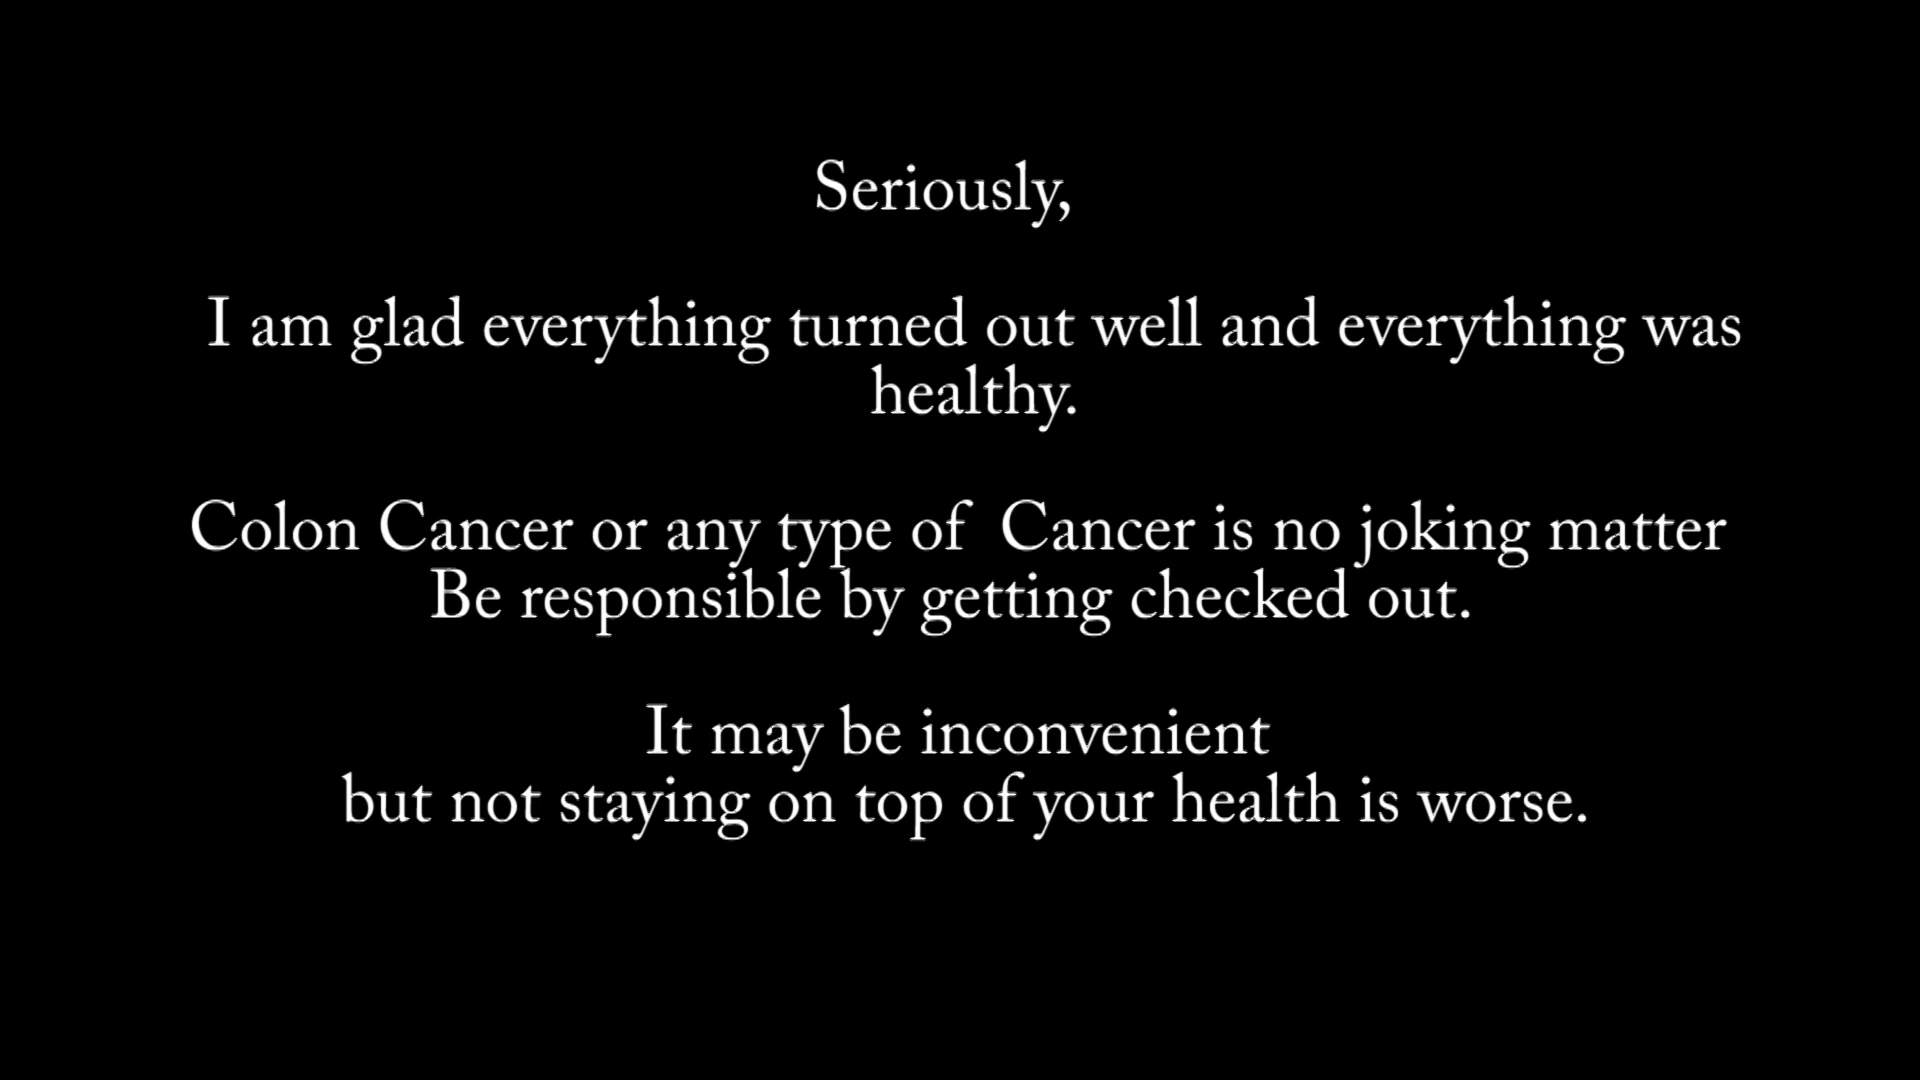 Seriously,
I am glad everything turned out well and everything was
healthy.
Colon Cancer or any type of  Cancer is no joking matter
Be responsible by getting checked out.
It may be inconvenient
but not staying on top of your health is worse.